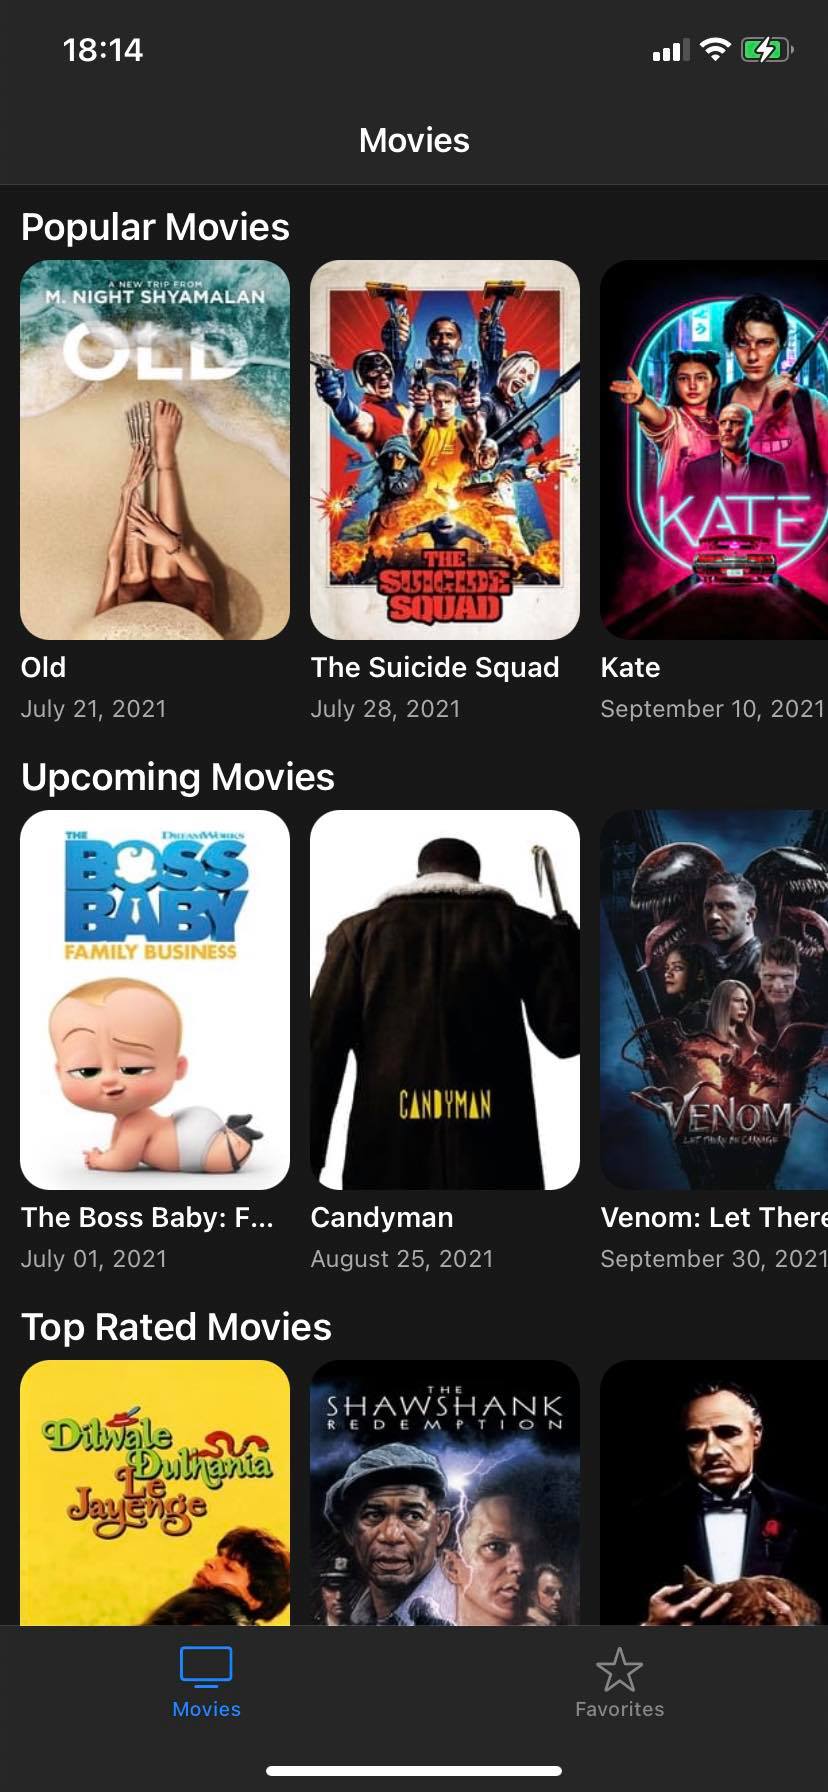 18:14
Movies
Popular Movies
A NEW TRIP FROM
M. NIGHT SHYAMALAN
OLD
THE
SUICIDE
SQUAD
KATE
Old
July 21, 2021
The Suicide Squad
July 28, 2021
Kate
September 10, 2021
Upcoming Movies
THE
DREAMWORKS
BOSS
BABY
FAMILY BUSINESS
CANDYMAN
VENOM
LET THERE BE CARNAGE
The Boss Baby: F...
July 01, 2021
Candyman
August 25, 2021
Venom: Let There
September 30, 2021
Top Rated Movies
Dilwale
Dulhania
Le
Jayenge
THE
SHAWSHANK
REDEMPTION
Movies
Favorites